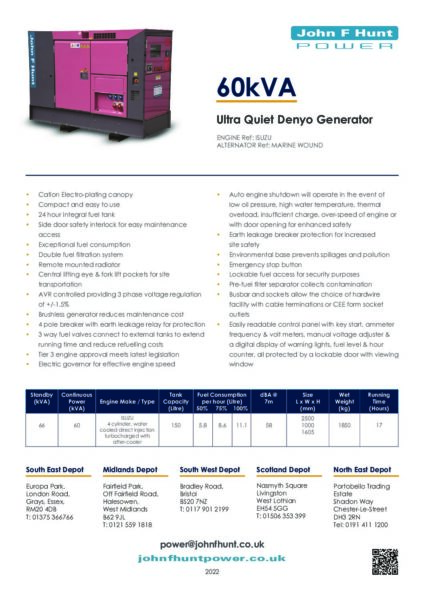 John F Hunt
POWER
John F Hunt
60kVA
Ultra Quiet Denyo Generator
ENGINE Ref: ISUZU
ALTERNATOR Ref: MARINE WOUND
• Cation Electro-plating canopy
• Compact and easy to use
• 24 hour Integral fuel tank
• Side door safety interlock for easy maintenance
access
• Exceptional fuel consumption
• Double fuel filtration system
• Remote mounted radiator
• Central lifting eye & fork lift pockets for site
transportation
• AVR controlled providing 3 phase voltage regulation
of +/-1.5%
• Brushless generator reduces maintenance cost
• 4 pole breaker with earth leakage relay for protection
• 3 way fuel valves connect to external tanks to extend
running time and reduce refuelling costs
• Tier 3 engine approval meets latest legislation
• Electric governor for effective engine speed
• Auto engine shutdown will operate in the event of
low oil pressure, high water temperature, thermal
overload, insufficient charge, over-speed of engine or
with door opening for enhanced safety
• Earth leakage breaker protection for increased
site safety
• Environmental base prevents spillages and pollution
• Emergency stop button
• Lockable fuel access for security purposes
• Pre-fuel filter separator collects contamination
• Busbar and sockets allow the choice of hardwire
facility with cable terminations or CEE form socket
outlets
• Easily readable control panel with key start, ammeter
frequency & volt meters, manual voltage adjuster &
a digital display of warning lights, fuel level & hour
counter, all protected by a lockable door with viewing
window
Standby (kVA) Continuous Power (kVA) Engine Make / Type Tank Capacity (Litre) Fuel Consumption per hour (Litre) 50% 75% 100% dBA @ 7m Size L x W x H (mm) Wet Weight (kg) Running Time (Hours)
66 60 ISUZU 4 cylinder, water cooled direct injection turbocharged with after-cooler 150 5.8 8.6 11.1 58 2500 1000 1605 1850 17
South East Depot
Europa Park,
London Road,
Grays, Essex,
RM20 4DB
T: 01375 366766
Midlands Depot
Fairfield Park,
Off Fairfield Road,
Halesowen,
West Midlands
B62 9JL
T:0121 559 1818
South West Depot
Bradley Road,
Bristol
BS20 7NZ
T: 0117 901 2199
Scotland Depot
Nasmyth Square
Livingston
West Lothian
EH54 5GG
T: 01506 353 399
North East Depot
Portobello Trading
Estate
Shadon Way
Chester-Le-Street
DH3 2RN
Tel: 0191 411 1200
power@johnfhunt.co.uk
johnfhuntpower.co.uk
2022